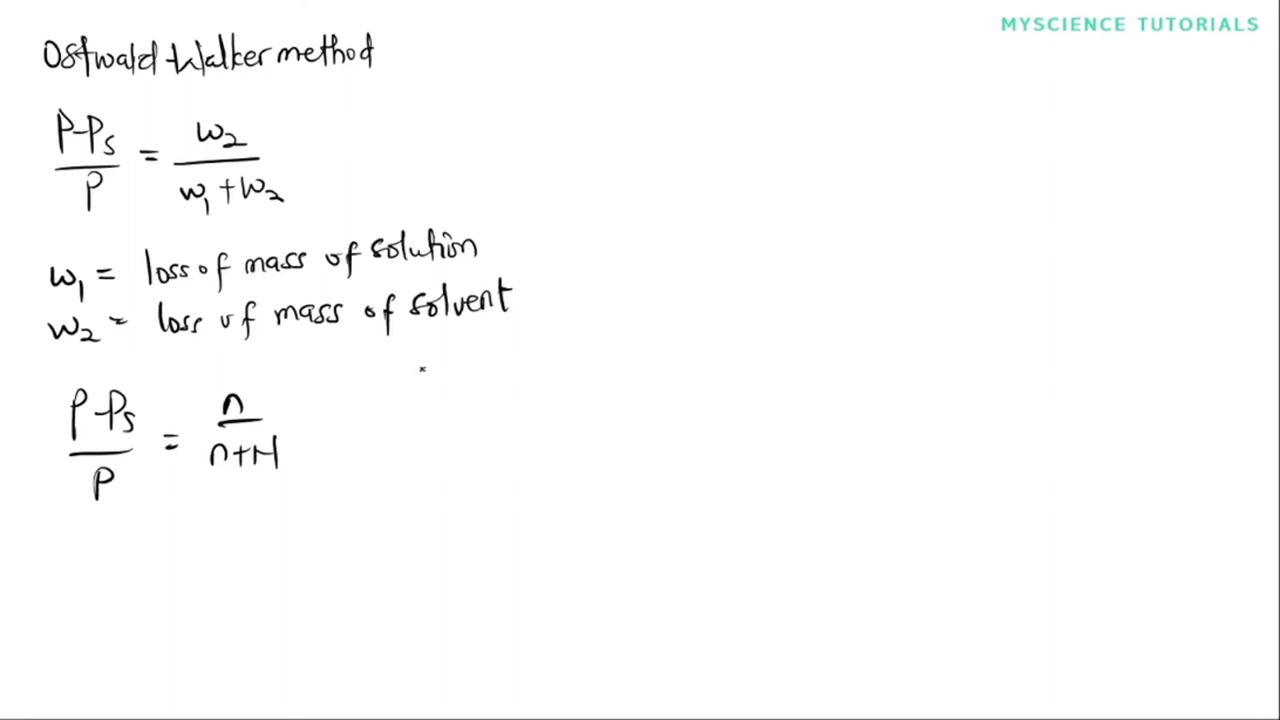 MYSCIENCE TUTORIALS
Ostwald-Walker method
P-Ps / P = w2 / w1+w2
w1 = loss of mass of solution
w2 = loss of mass of solvent
P-Ps / P = n / n+N